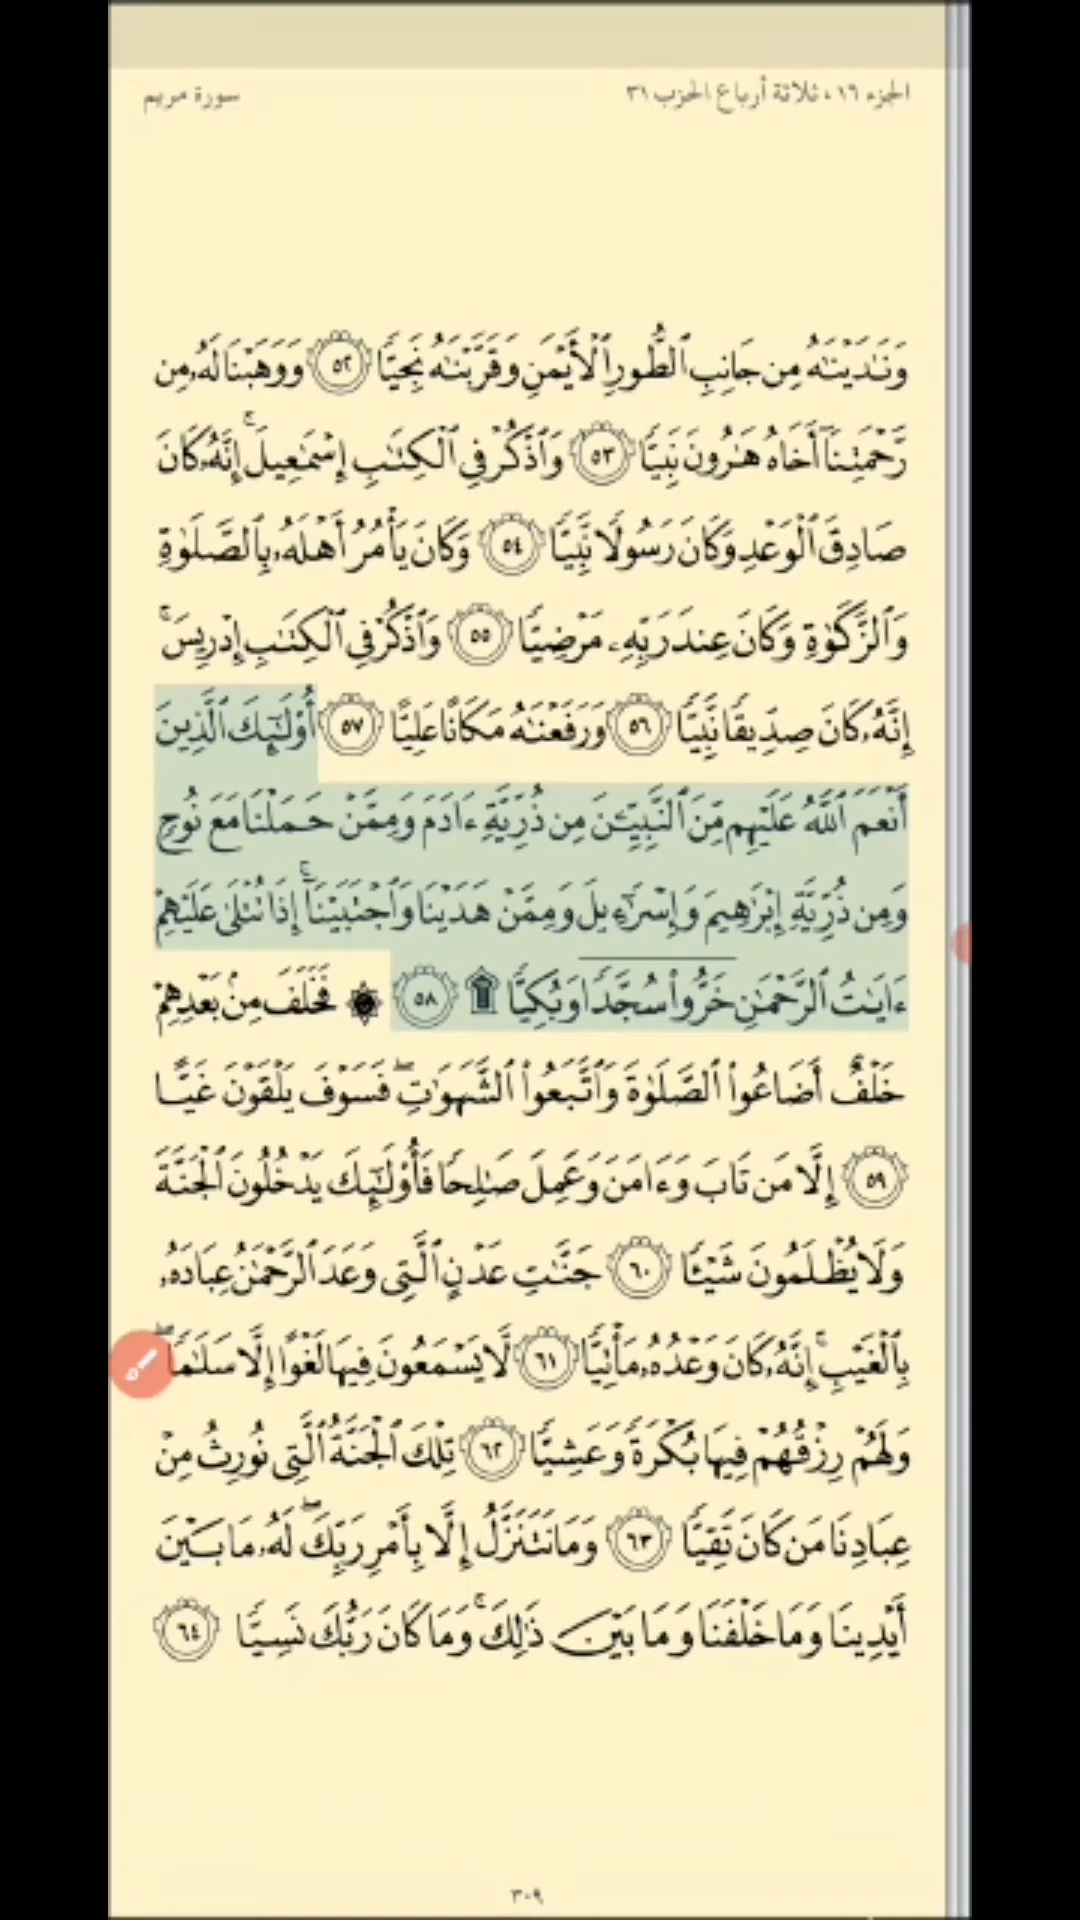 الجزء ١٦، ثلاثة أرباع الحزب ٣١
سورة مريم
وَنَـٰدَيْنَـٰهُ مِن جَانِبِ ٱلطُّورِ ٱلْأَيْمَنِ وَقَرَّبْنَـٰهُ نَجِيًّا ٥٢ وَوَهَبْنَا لَهُۥ مِن
رَّحْمَتِنَآ أَخَاهُ هَـٰرُونَ نَبِيًّا ٥٣ وَٱذْكُرْ فِى ٱلْكِتَـٰبِ إِسْمَـٰعِيلَ ۚ إِنَّهُۥ كَانَ
صَادِقَ ٱلْوَعْدِ وَكَانَ رَسُولًا نَّبِيًّا ٥٤ وَكَانَ يَأْمُرُ أَهْلَهُۥ بِٱلصَّلَوٰةِ
وَٱلزَّكَوٰةِ وَكَانَ عِندَ رَبِّهِۦ مَرْضِيًّا ٥٥ وَٱذْكُرْ فِى ٱلْكِتَـٰبِ إِدْرِيسَ ۚ
إِنَّهُۥ كَانَ صِدِّيقًا نَّبِيًّا ٥٦ وَرَفَعْنَـٰهُ مَكَانًا عَلِيًّا ٥٧ أُو۟لَـٰٓئِكَ ٱلَّذِينَ
أَنْعَمَ ٱللَّهُ عَلَيْهِم مِّنَ ٱلنَّبِيِّـۧنَ مِن ذُرِّيَّةِ ءَادَمَ وَمِمَّنْ حَمَلْنَا مَعَ نُوحٍ
وَمِن ذُرِّيَّةِ إِبْرَٰهِيمَ وَإِسْرَٰٓءِيلَ وَمِمَّنْ هَدَيْنَا وَٱجْتَبَيْنَآ ۚ إِذَا تُتْلَىٰ عَلَيْهِمْ
ءَايَـٰتُ ٱلرَّحْمَـٰنِ خَرُّوا۟ سُجَّدًا وَبُكِيًّا ۩ ٥٨ ۞ فَخَلَفَ مِنۢ بَعْدِهِمْ
خَلْفٌ أَضَاعُوا۟ ٱلصَّلَوٰةَ وَٱتَّبَعُوا۟ ٱلشَّهَوَٰتِ ۖ فَسَوْفَ يَلْقَوْنَ غَيًّا
٥٩ إِلَّا مَن تَابَ وَءَامَنَ وَعَمِلَ صَـٰلِحًا فَأُو۟لَـٰٓئِكَ يَدْخُلُونَ ٱلْجَنَّةَ
وَلَا يُظْلَمُونَ شَيْـًٔا ٦٠ جَنَّـٰتِ عَدْنٍ ٱلَّتِى وَعَدَ ٱلرَّحْمَـٰنُ عِبَادَهُۥ
بِٱلْغَيْبِ ۚ إِنَّهُۥ كَانَ وَعْدُهُۥ مَأْتِيًّا ٦١ لَّا يَسْمَعُونَ فِيهَا لَغْوًا إِلَّا سَلَـٰمًا ۖ
وَلَهُمْ رِزْقُهُمْ فِيهَا بُكْرَةً وَعَشِيًّا ٦٢ تِلْكَ ٱلْجَنَّةُ ٱلَّتِى نُورِثُ مِنْ
عِبَادِنَا مَن كَانَ تَقِيًّا ٦٣ وَمَا نَتَنَزَّلُ إِلَّا بِأَمْرِ رَبِّكَ ۖ لَهُۥ مَا بَيْنَ
أَيْدِينَا وَمَا خَلْفَنَا وَمَا بَيْنَ ذَٰلِكَ ۚ وَمَا كَانَ رَبُّكَ نَسِيًّا ٦٤
٣٠٩